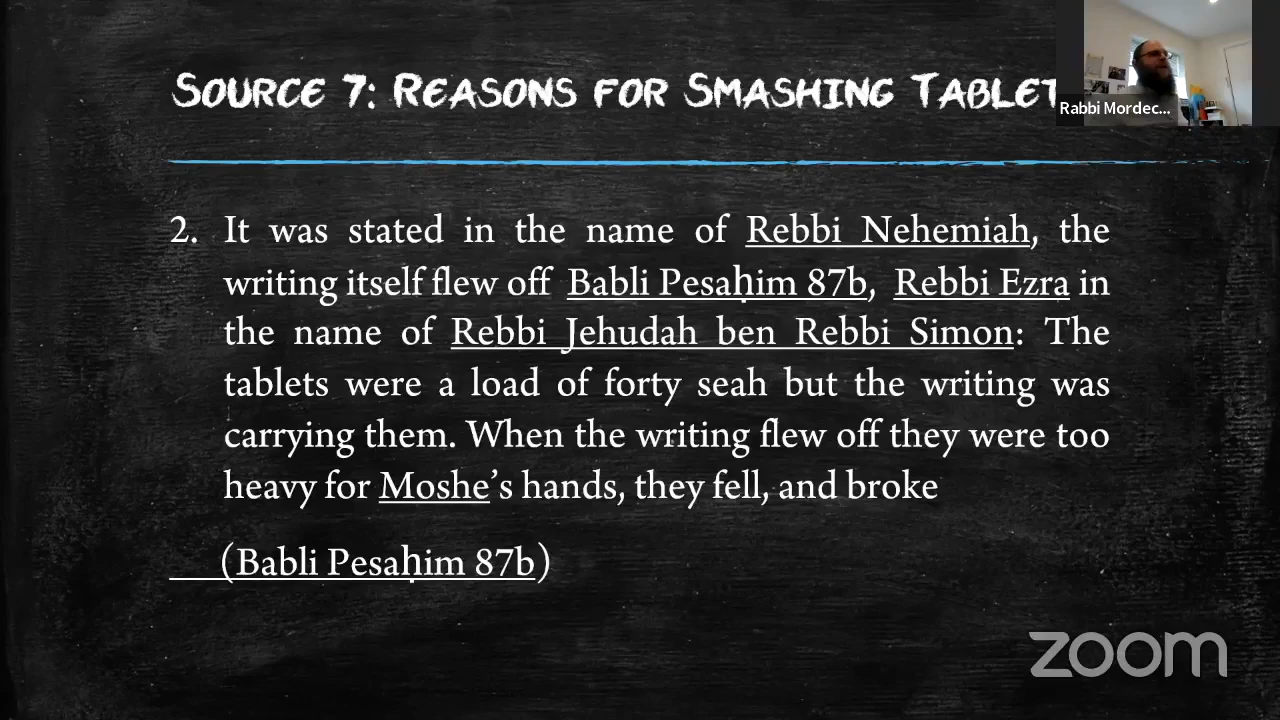 SOURCE 7: REASONS FOR SMASHING TABLET
Rabbi Mordec...
2. It was stated in the name of Rebbi Nehemiah, the
writing itself flew off Babli Pesaḥim 87b, Rebbi Ezra in
the name of Rebbi Jehudah ben Rebbi Simon: The
tablets were a load of forty seah but the writing was
carrying them. When the writing flew off they were too
heavy for Moshe’s hands, they fell, and broke
(Babli Pesaḥim 87b)
zoom